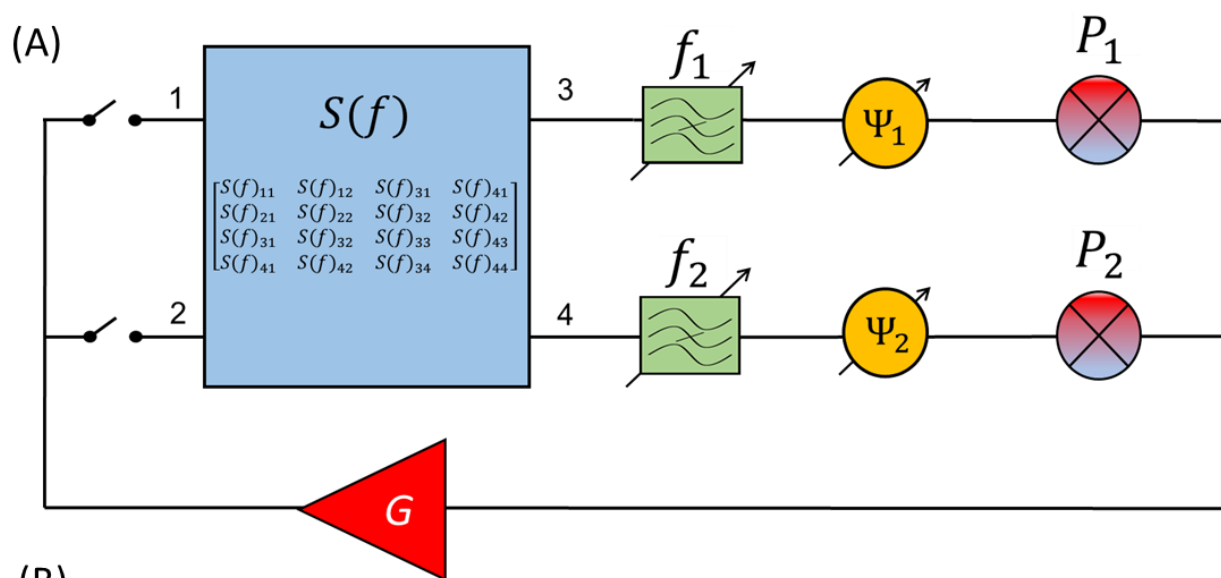 (A)
1
S(f)
3
f₁
Ψ₁
P₁
S(f)₁₁ S(f)₁₂ S(f)₃₁ S(f)₄₁
S(f)₂₁ S(f)₂₂ S(f)₃₂ S(f)₄₂
S(f)₃₁ S(f)₃₂ S(f)₃₃ S(f)₄₃
S(f)₄₁ S(f)₄₂ S(f)₃₄ S(f)₄₄
2
4
f₂
Ψ₂
P₂
G
(B)